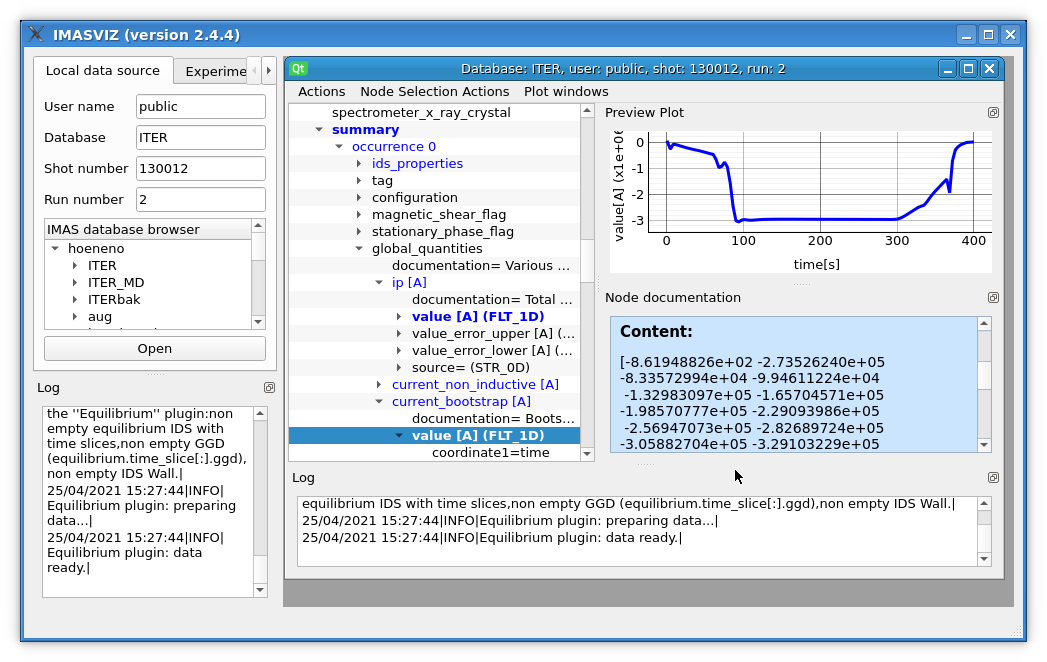 IMASVIZ (version 2.4.4)
Local data source
Experime
User name
public
Database
ITER
Shot number
130012
Run number
2
IMAS database browser
hoeneno
ITER
ITER_MD
ITERbak
aug
Open
Log
the ''Equilibrium'' plugin:non
empty equilibrium IDS with
time slices,non empty GGD
(equilibrium.time_slice[:].ggd),
non empty IDS Wall.|
25/04/2021 15:27:44|INFO|
Equilibrium plugin: preparing
data...|
25/04/2021 15:27:44|INFO|
Equilibrium plugin: data
ready.|
Qt
Database: ITER, user: public, shot: 130012, run: 2
Actions
Node Selection Actions
Plot windows
spectrometer_x_ray_crystal
summary
occurrence 0
ids_properties
tag
configuration
magnetic_shear_flag
stationary_phase_flag
global_quantities
documentation= Various ...
ip [A]
documentation= Total ...
value [A] (FLT_1D)
value_error_upper [A] (...
value_error_lower [A] (...
source= (STR_0D)
current_non_inductive [A]
current_bootstrap [A]
documentation= Boots...
value [A] (FLT_1D)
coordinate1=time
Preview Plot
value[A] (x1e+06
0
-1
-2
-3
0
100
200
300
400
time[s]
Node documentation
Content:
[-8.61948826e+02 -2.73526240e+05
-8.33572994e+04 -9.94611224e+04
-1.32983097e+05 -1.65704571e+05
-1.98570777e+05 -2.29093986e+05
-2.56947073e+05 -2.82689724e+05
-3.05882704e+05 -3.29103229e+05
Log
equilibrium IDS with time slices,non empty GGD (equilibrium.time_slice[:].ggd),non empty IDS Wall.|
25/04/2021 15:27:44|INFO|Equilibrium plugin: preparing data...|
25/04/2021 15:27:44|INFO|Equilibrium plugin: data ready.|